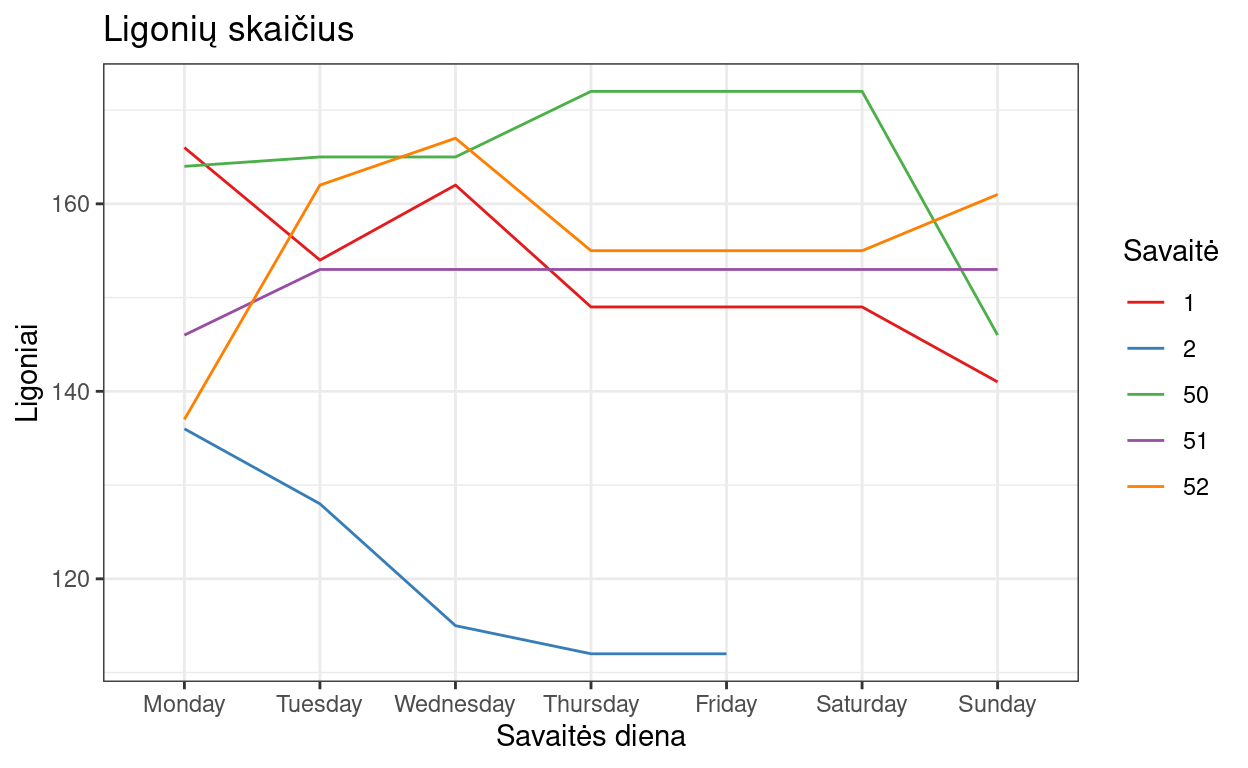 Ligonių skaičius
Ligoniai
160
140
120
Monday Tuesday Wednesday Thursday Friday Saturday Sunday
Savaitės diena
Savaitė
1
2
50
51
52